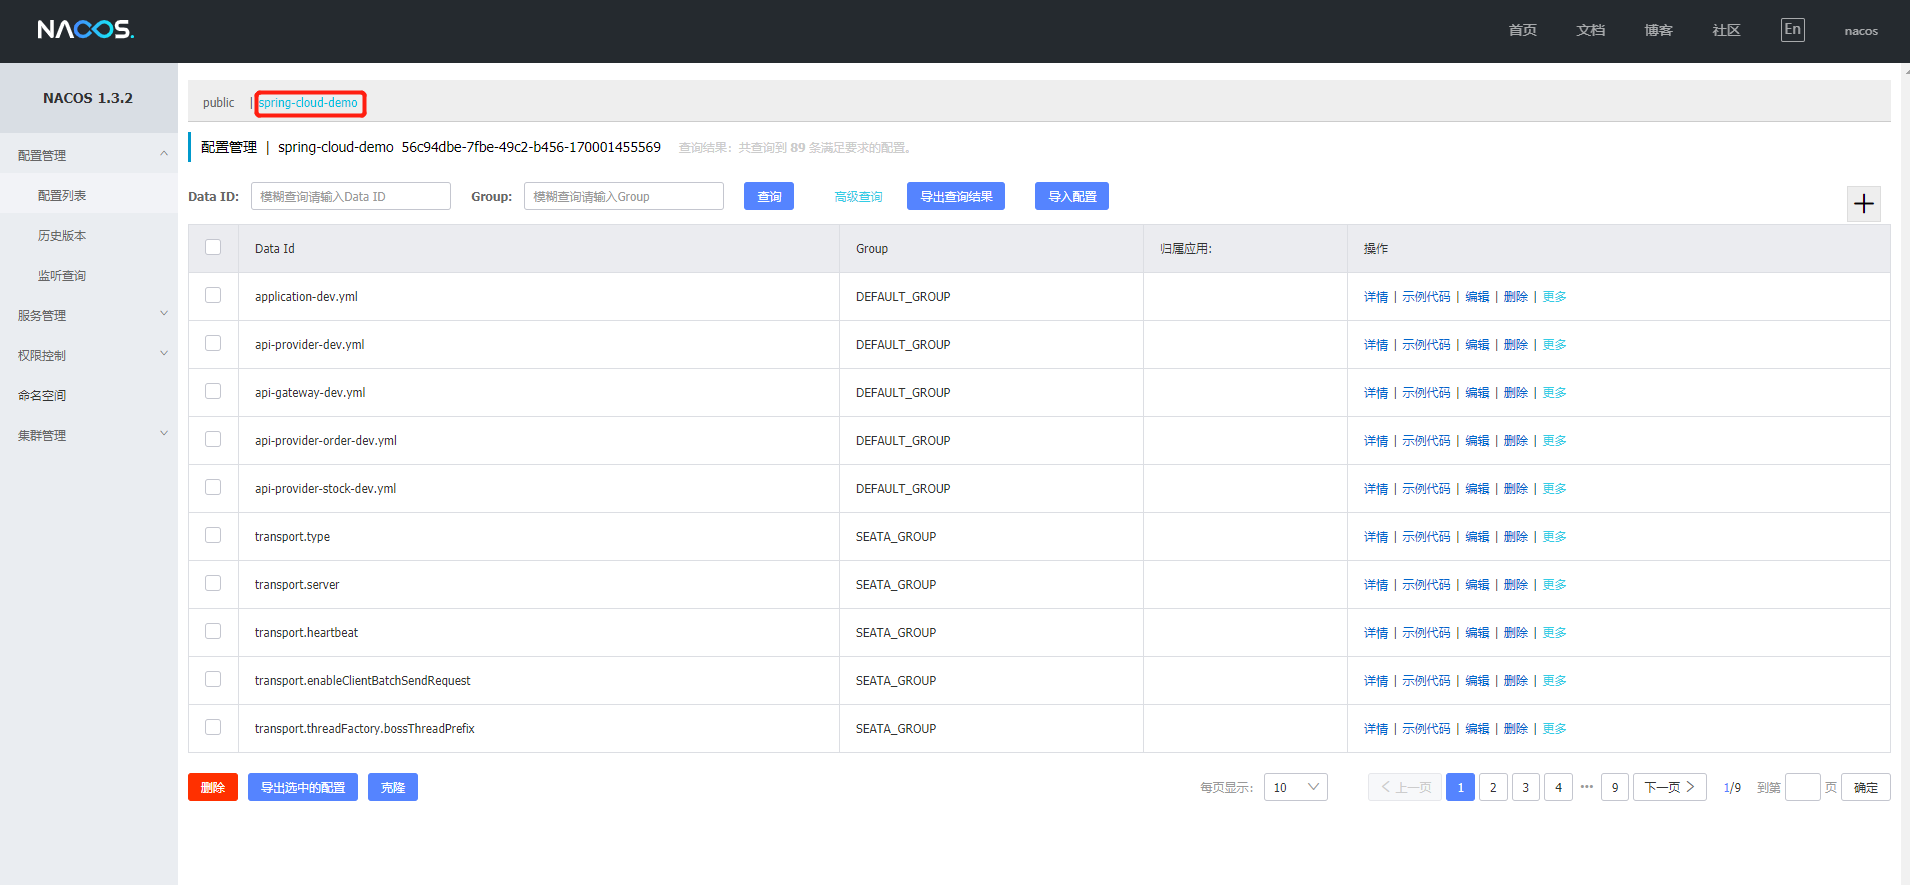 NACOS.
首页 文档 博客 社区 En nacos
NACOS 1.3.2
配置管理
配置列表
历史版本
监听查询
服务管理
权限控制
命名空间
集群管理
public | spring-cloud-demo
配置管理 | spring-cloud-demo 56c94dbe-7fbe-49c2-b456-170001455569 查询结果：共查询到 89 条满足要求的配置。
Data ID: 模糊查询请输入Data ID Group: 模糊查询请输入Group 查询 高级查询 导出查询结果 导入配置 +
Data Id Group 归属应用: 操作
application-dev.yml DEFAULT_GROUP 详情 | 示例代码 | 编辑 | 删除 | 更多
api-provider-dev.yml DEFAULT_GROUP 详情 | 示例代码 | 编辑 | 删除 | 更多
api-gateway-dev.yml DEFAULT_GROUP 详情 | 示例代码 | 编辑 | 删除 | 更多
api-provider-order-dev.yml DEFAULT_GROUP 详情 | 示例代码 | 编辑 | 删除 | 更多
api-provider-stock-dev.yml DEFAULT_GROUP 详情 | 示例代码 | 编辑 | 删除 | 更多
transport.type SEATA_GROUP 详情 | 示例代码 | 编辑 | 删除 | 更多
transport.server SEATA_GROUP 详情 | 示例代码 | 编辑 | 删除 | 更多
transport.heartbeat SEATA_GROUP 详情 | 示例代码 | 编辑 | 删除 | 更多
transport.enableClientBatchSendRequest SEATA_GROUP 详情 | 示例代码 | 编辑 | 删除 | 更多
transport.threadFactory.bossThreadPrefix SEATA_GROUP 详情 | 示例代码 | 编辑 | 删除 | 更多
删除 导出选中的配置 克隆 每页显示: 10 上一页 1 2 3 4 ••• 9 下一页 1/9 到第 页 确定